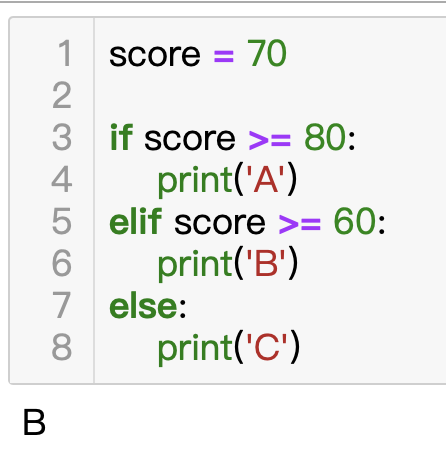 1 score = 70
2
3 if score >= 80:
4     print('A')
5 elif score >= 60:
6     print('B')
7 else:
8     print('C')
B